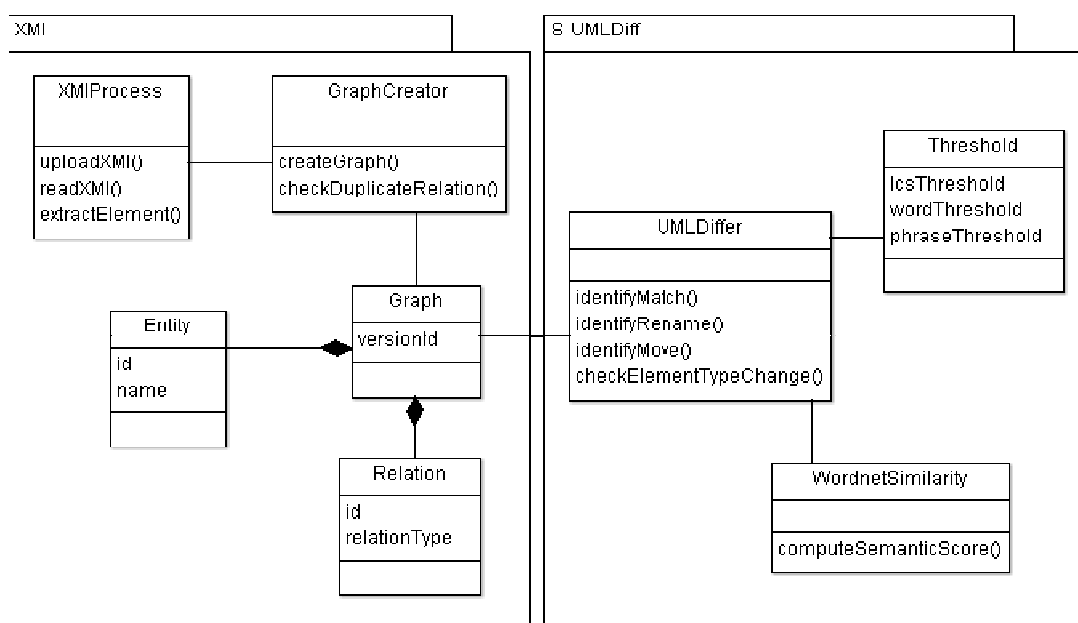 XMI
XMIProcess
uploadXMI()
readXMI()
extractElement()
GraphCreator
createGraph()
checkDuplicateRelation()
Graph
versionId
Entity
id
name
Relation
id
relationType
8 UMLDiff
UMLDiffer
identifyMatch()
identifyRename()
identifyMove()
checkElementTypeChange()
Threshold
lcsThreshold
wordThreshold
phraseThreshold
WordnetSimilarity
computeSemanticScore()